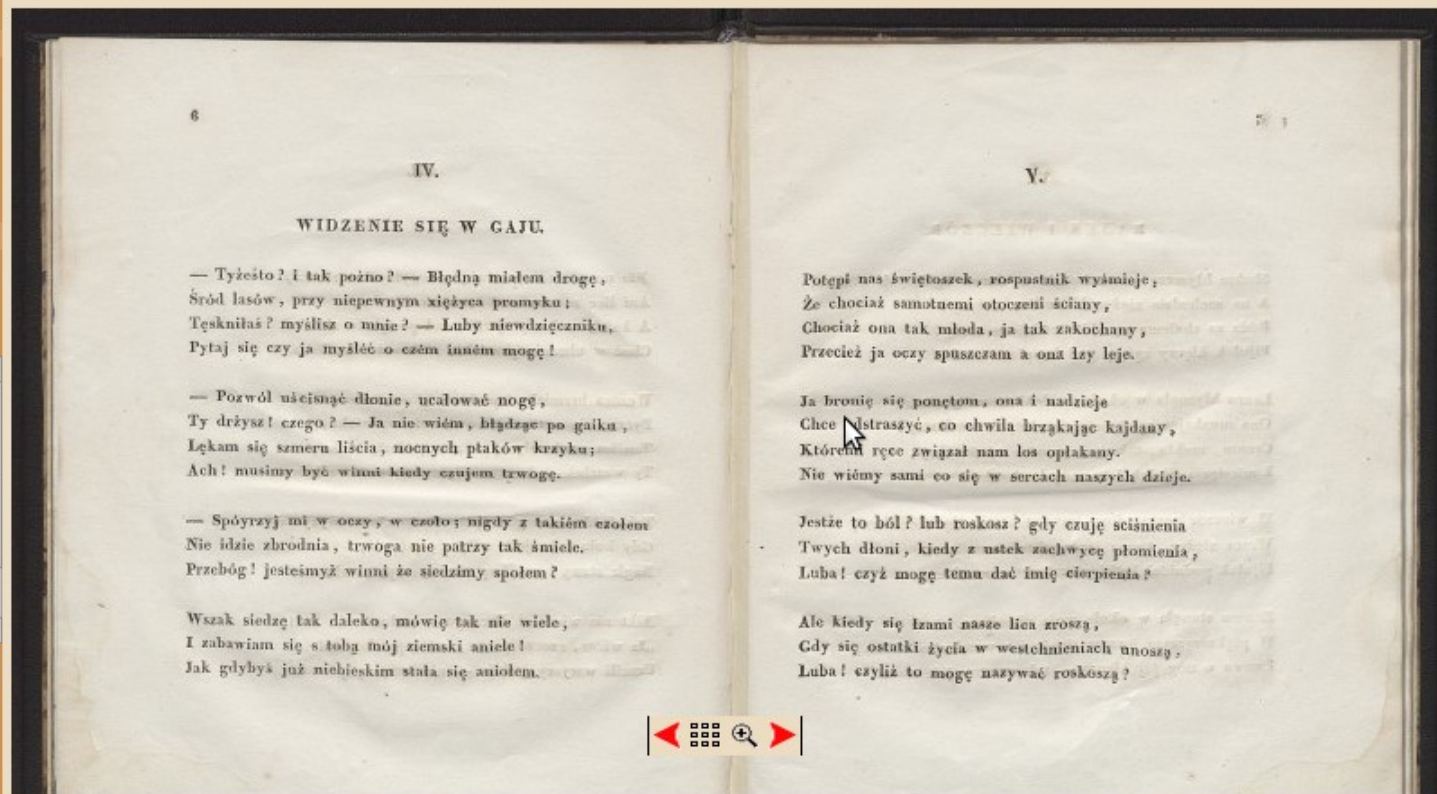 6
IV.
WIDZENIE SIĘ W GAJU.
— Tyżeśto? i tak pożno? — Błędną miałem drogę,
Śród lasów, przy niepewnym xiężyca promyku;
Tęskniłaś? myślisz o mnie? — Luby niewdzięczniku,
Pytaj się czy ja myśléć o czém inném mogę!
— Pozwól uścisnąć dłonie, ucałować nogę,
Ty drżysz! czego? — Ja nie wiém, błądząc po gaiku,
Lękam się szmeru liścia, nocnych ptaków krzyku;
Ach! musimy być winni kiedy czujem trwogę.
— Spóyrzyj mi w oczy, w czoło; nigdy z takiém czołem
Nie idzie zbrodnia, trwoga nie patrzy tak śmiele.
Przebóg! jesteśmyż winni że siedzimy społem?
Wszak siedzę tak daleko, mówię tak nie wiele,
I zabawiam się s tobą mój ziemski aniele!
Jak gdybyś już niebieskim stała się aniołem.
V.
Potępi nas świętoszek, rospustnik wyśmieje,
Że chociaż samotnemi otoczeni ściany,
Chociaż ona tak młoda, ja tak zakochany,
Przecież ja oczy spuszczam a ona łzy leje.
Ja bronię się ponętom, ona i nadzieje
Chce dstraszyć, co chwila brząkając kajdany,
Któremi ręce związał nam los opłakany.
Nie wiémy sami co się w sercach naszych dzieje.
Jestże to ból? lub roskosz? gdy czuję sciśnienia
Twych dłoni, kiedy z ustek zachwycę płomienia,
Luba! czyż mogę temu dać imię cierpienia?
Ale kiedy się łzami nasze lica zroszą,
Gdy się ostatki życia w westchnieniach unoszą,
Luba! czyliż to mogę nazywać roskoszą?